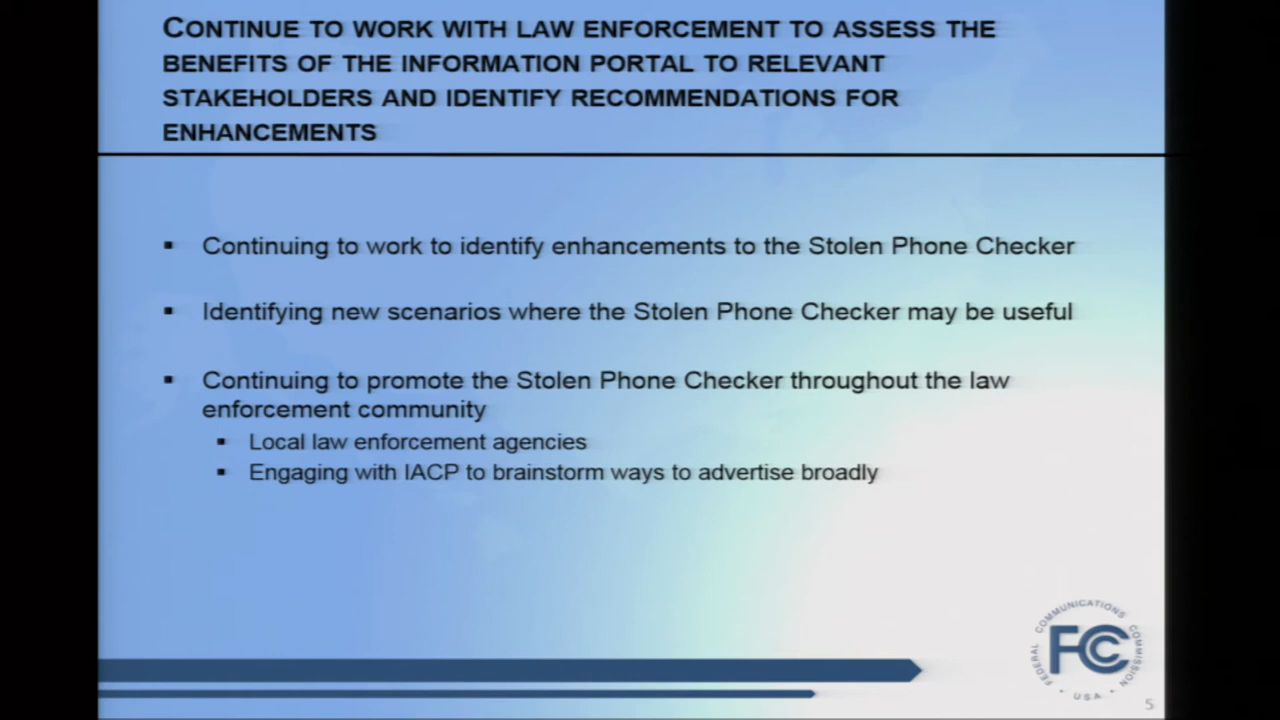 CONTINUE TO WORK WITH LAW ENFORCEMENT TO ASSESS THE
BENEFITS OF THE INFORMATION PORTAL TO RELEVANT
STAKEHOLDERS AND IDENTIFY RECOMMENDATIONS FOR
ENHANCEMENTS
▪ Continuing to work to identify enhancements to the Stolen Phone Checker
▪ Identifying new scenarios where the Stolen Phone Checker may be useful
▪ Continuing to promote the Stolen Phone Checker throughout the law
enforcement community
▪ Local law enforcement agencies
▪ Engaging with IACP to brainstorm ways to advertise broadly
FEDERAL COMMUNICATIONS COMMISSION
FCC
• USA •
5